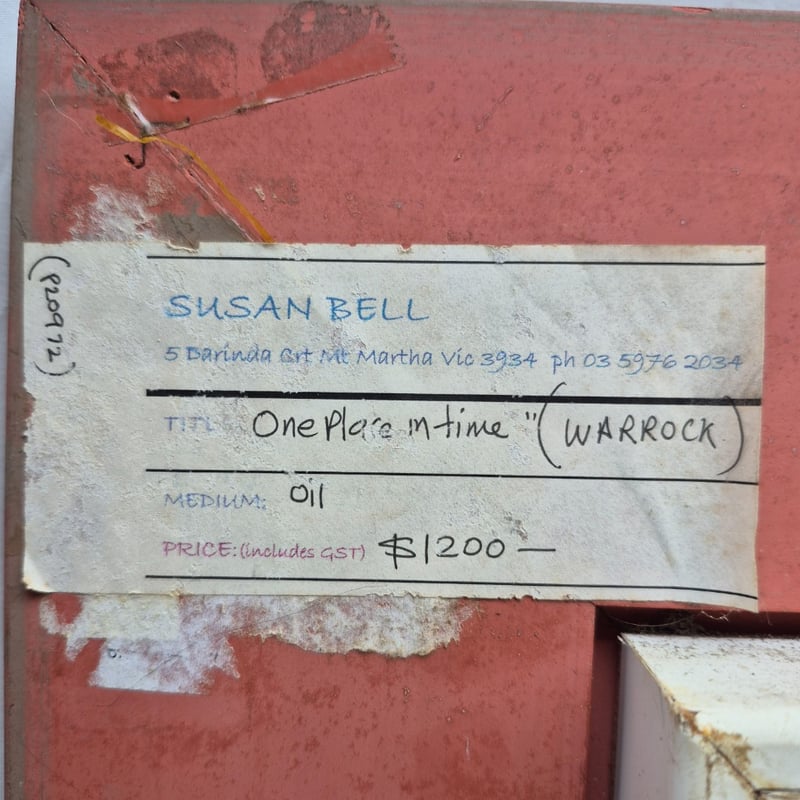 (P20972)
SUSAN BELL
5 Darinda Crt Mt Martha Vic 3934 ph 03 5976 2034
TITLE: One Place in time " (WARROCK)
MEDIUM: Oil
PRICE: (includes GST) $1200 —